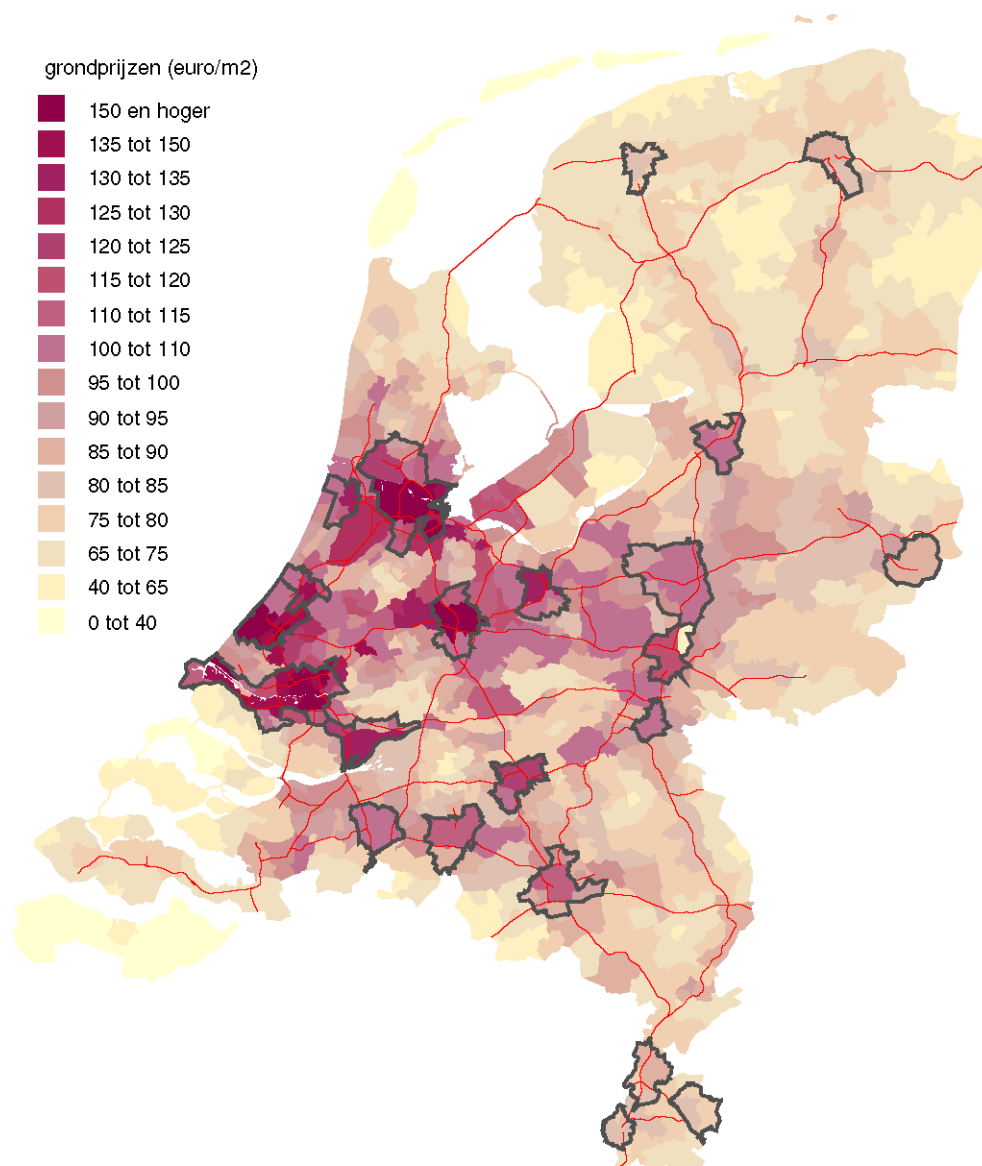 grondprijzen (euro/m2)
150 en hoger
135 tot 150
130 tot 135
125 tot 130
120 tot 125
115 tot 120
110 tot 115
100 tot 110
95 tot 100
90 tot 95
85 tot 90
80 tot 85
75 tot 80
65 tot 75
40 tot 65
0 tot 40